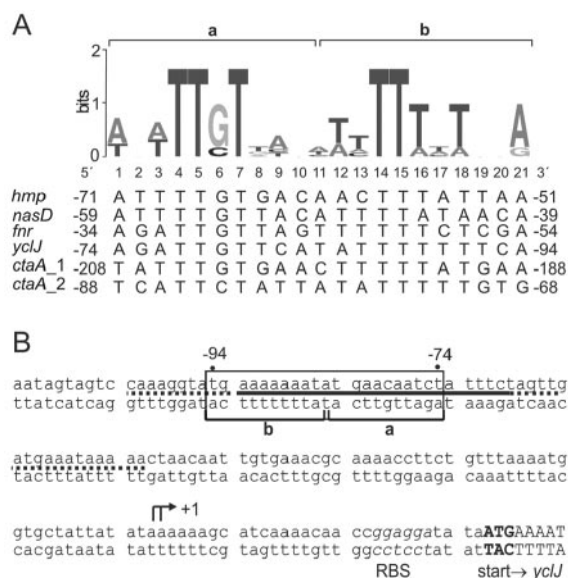 A
a b
bits
2
1
0
5´ 1 2 3 4 5 6 7 8 9 10 11 12 13 14 15 16 17 18 19 20 21 3´
hmp -71 A T T T T G T G A C A A C T T T A T T A A -51
nasD -59 A T T T T G T T A C A T T T T A T A A C A -39
fnr -34 A G A T T G T T A A T T T T T T C T C G A -54
yclJ -74 A G A T T G T T C A T A T T T T T T T C A -94
ctaA_1 -208 T A T T T G T G A A C T T T T T A T G A A -188
ctaA_2 -88 T C A T T C T A T T A T A T T T T T G T G -68
B
-94 -74
aatagtagtc caaaggtatg aaaaaaatat gaacaatcta tttctagttg
ttatcatcag gtttggatac tttttttata cttgttagat aaagatcaac
b a
atgaaataaa aactaacaat tgtgaaacgc aaaaccttct gtttaaaatg
tactttattt ttgattgtta acactttgcg ttttggaaga caaattttac
+1
gtgctattat ataaaaaagc atcaaacaac ccggaggata taATGAAAAT
cacgataata tattttttcg tagtttgttg ggcctcctat atTACTTTTA
RBS start→ yclJ